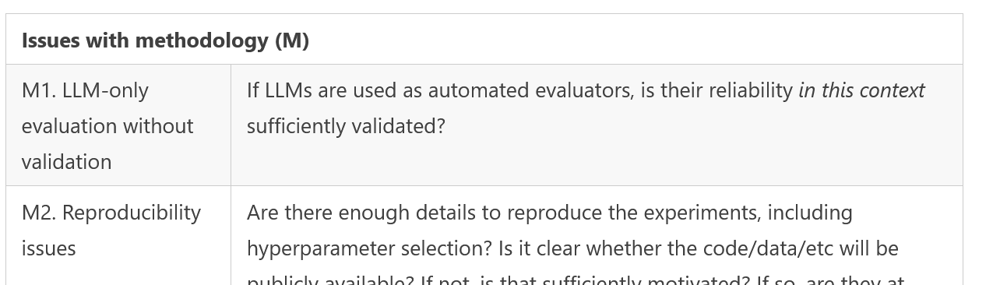 Issues with methodology (M)
M1. LLM-only
evaluation without
validation
If LLMs are used as automated evaluators, is their reliability in this context
sufficiently validated?
M2. Reproducibility
issues
Are there enough details to reproduce the experiments, including
hyperparameter selection? Is it clear whether the code/data/etc will be
publicly available? If not, is that sufficiently motivated? If so, are they at